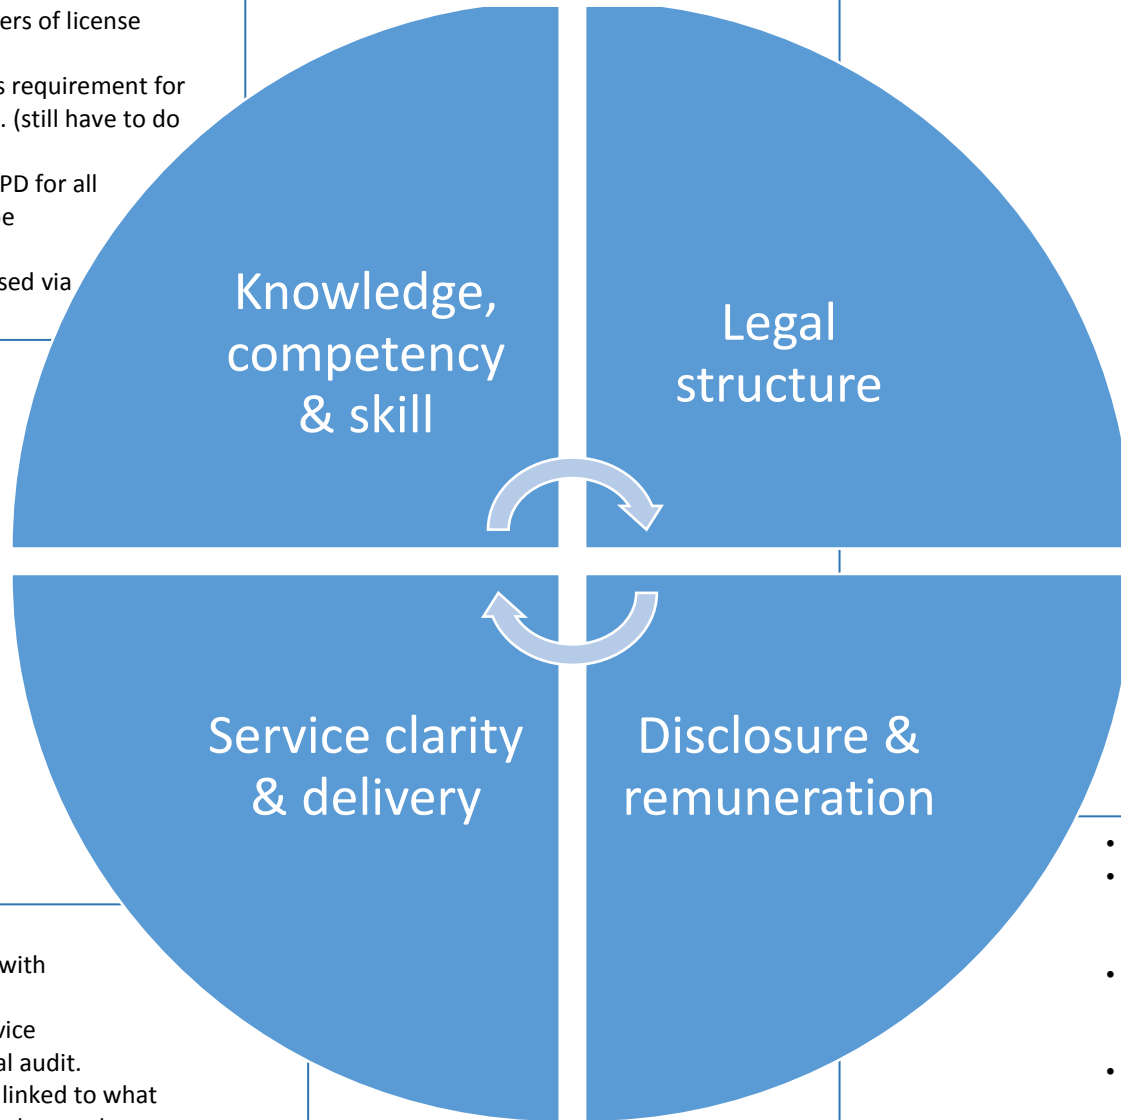 ers of license
s requirement for
. (still have to do
PD for all
e
sed via
Knowledge,
competency
& skill
Legal
structure
Service clarity
& delivery
Disclosure &
remuneration
•
•
•
•
with
vice
al audit.
linked to what